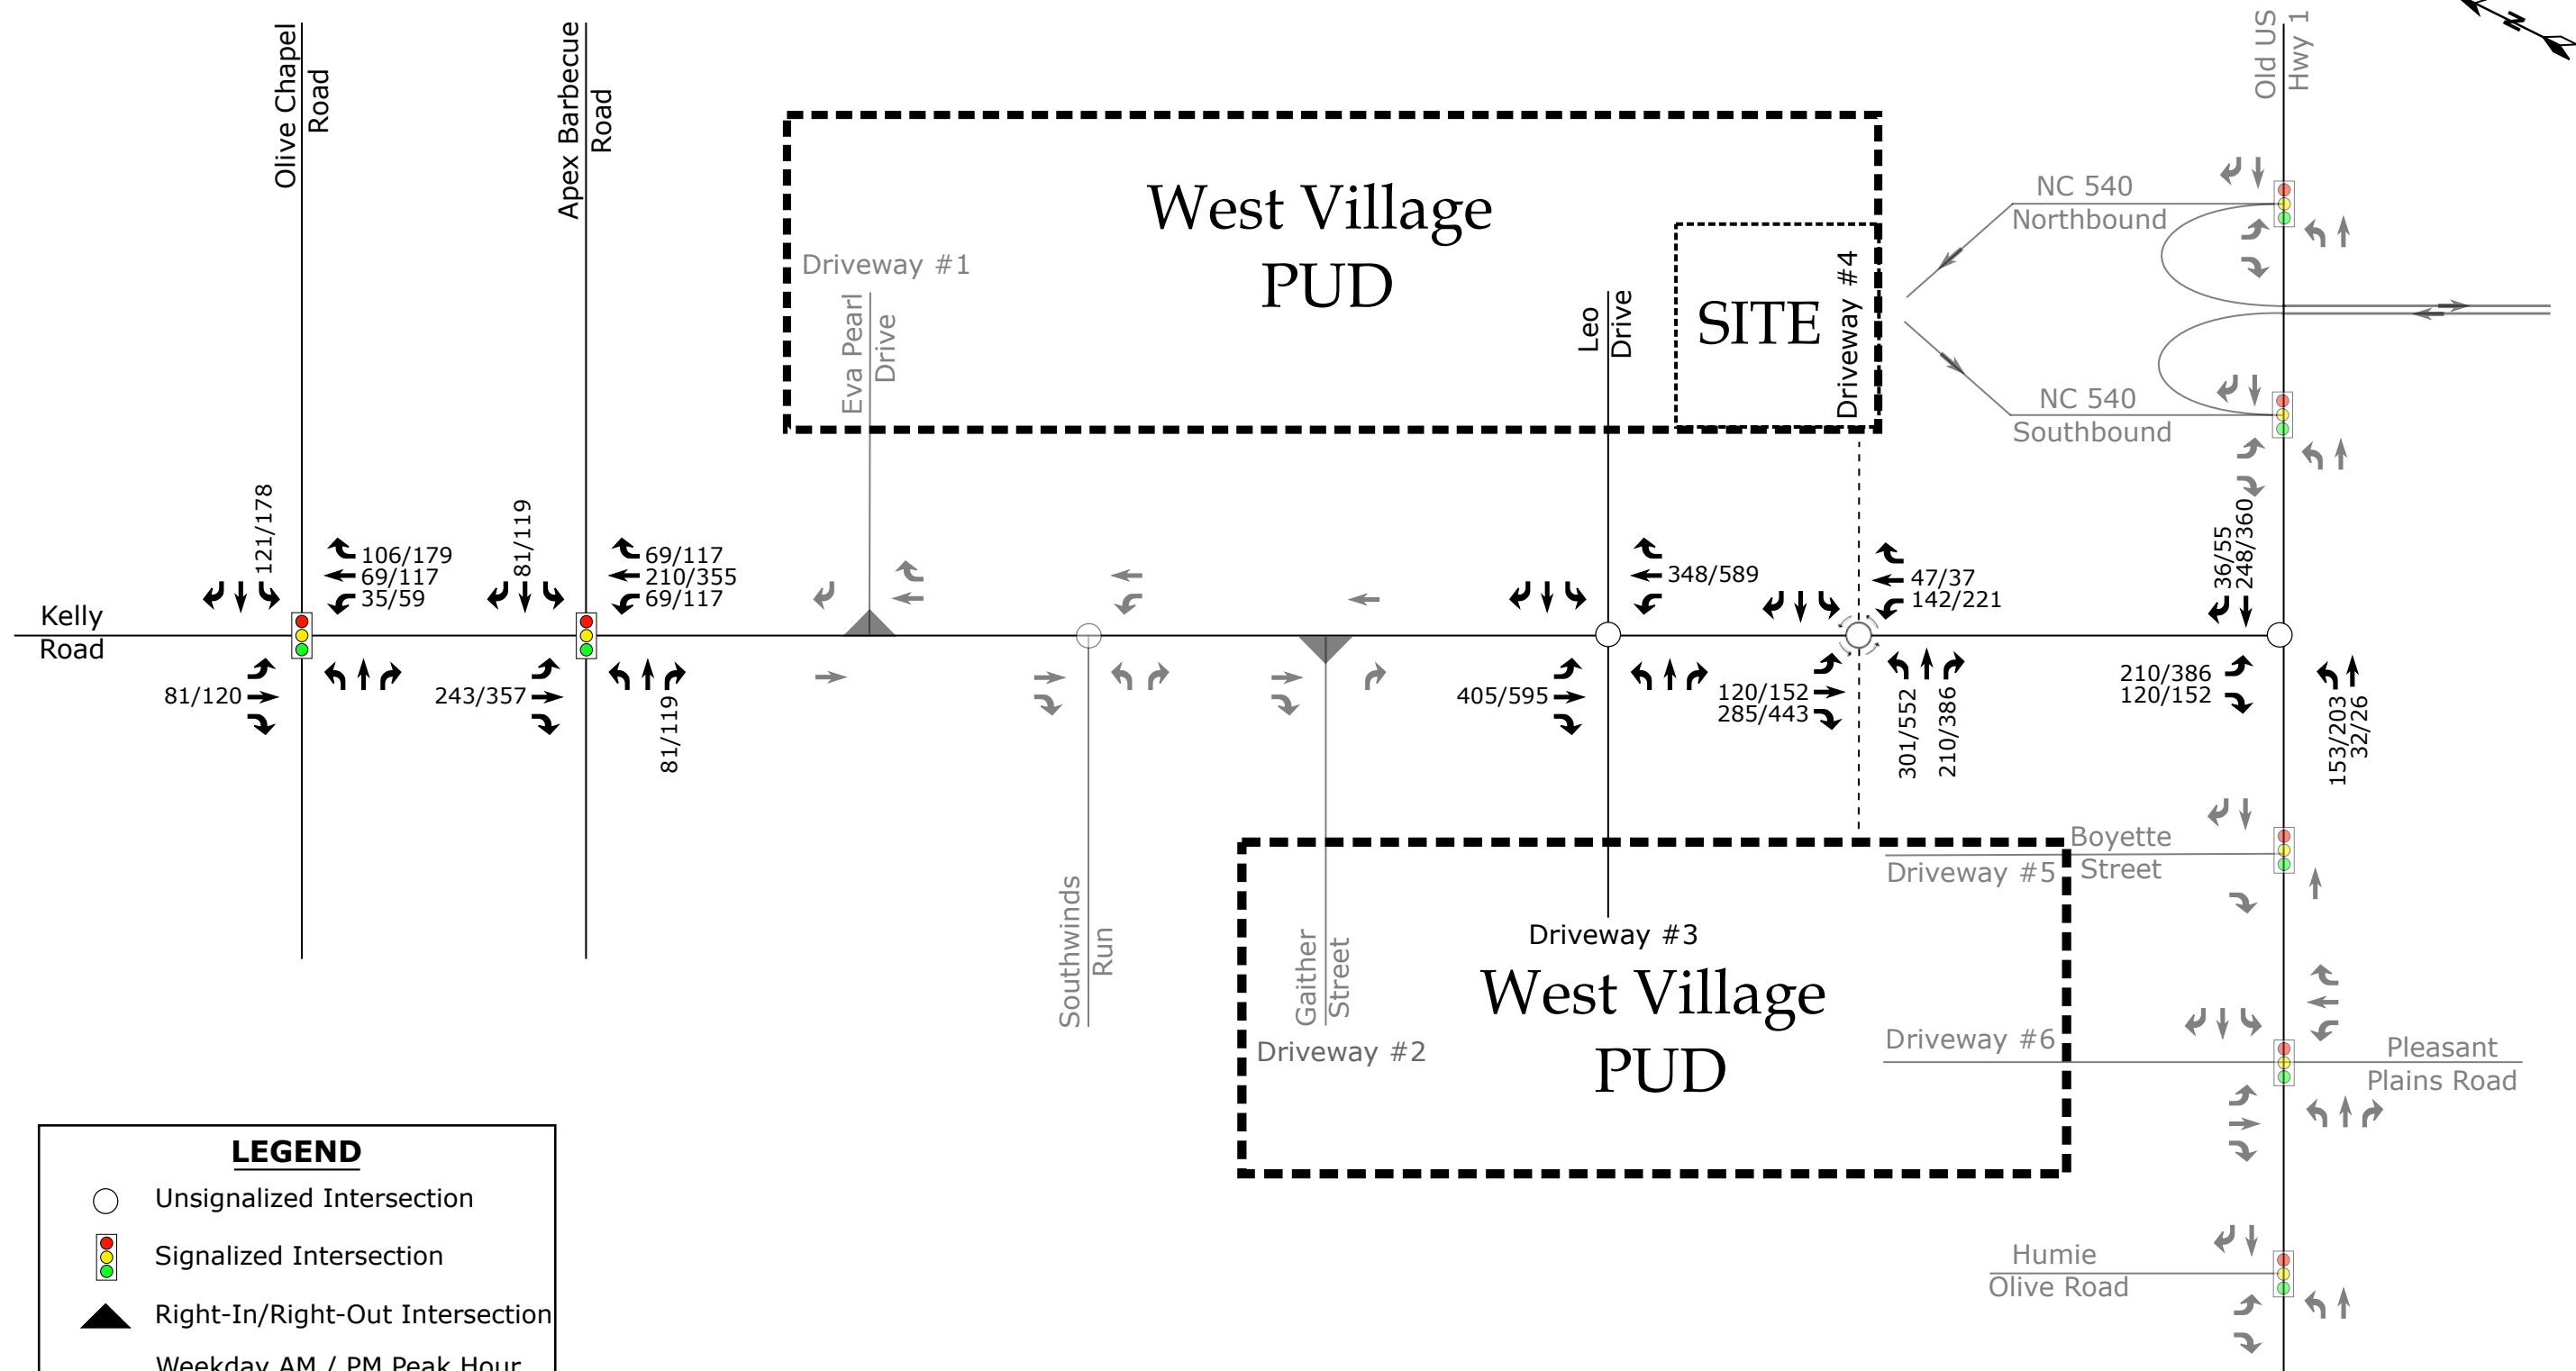 Olive Chapel
Road
Apex Barbecue
Road
Old US
Hwy 1
N
West Village
PUD
Driveway #1
Eva Pearl
Drive
Leo
Drive
SITE
Driveway #4
NC 540
Northbound
NC 540
Southbound
121/178
106/179
69/117
35/59
81/119
69/117
210/355
69/117
348/589
47/37
142/221
36/55
248/360
Kelly
Road
81/120
243/357
81/119
405/595
120/152
285/443
301/552
210/386
210/386
120/152
153/203
32/26
Boyette
Street
Driveway #5
Southwinds
Run
Gaither
Street
Driveway #2
Driveway #3
West Village
PUD
Driveway #6
Pleasant
Plains Road
Humie
Olive Road
LEGEND
Unsignalized Intersection
Signalized Intersection
Right-In/Right-Out Intersection
Weekday AM / PM Peak Hour